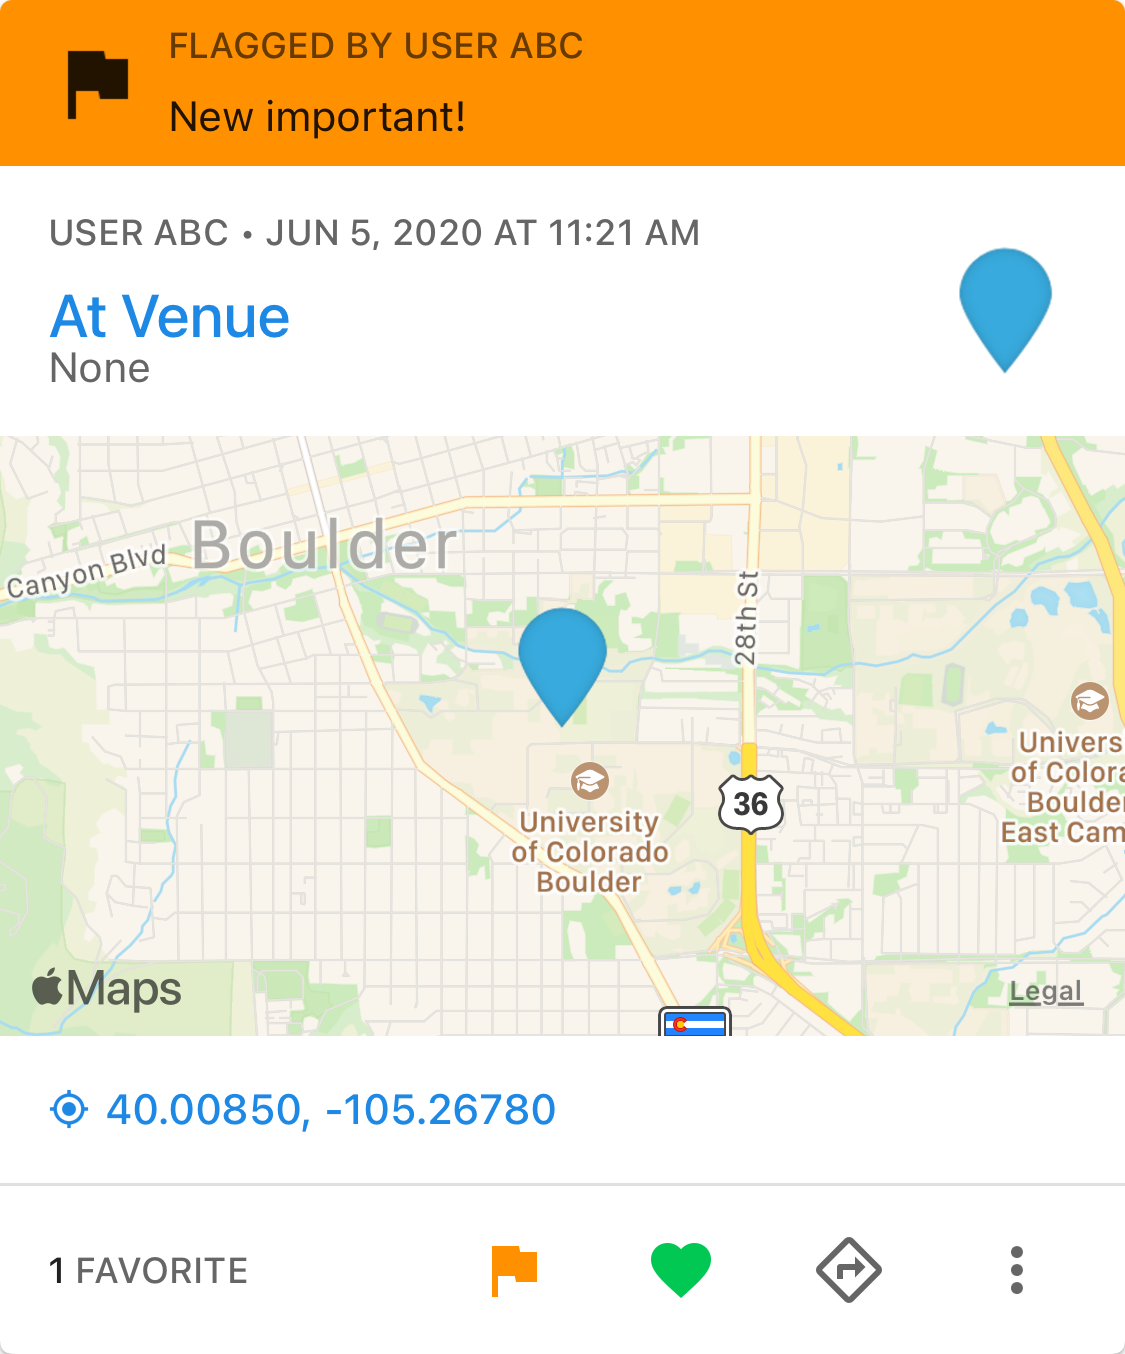 FLAGGED BY USER ABC
New important!
USER ABC • JUN 5, 2020 AT 11:21 AM
At Venue
None
Boulder
Canyon Blvd
28th St
36
University
of Colorado
Boulder
Univers
of Colora
Boulder
East Cam
Maps
Legal
40.00850, -105.26780
1 FAVORITE